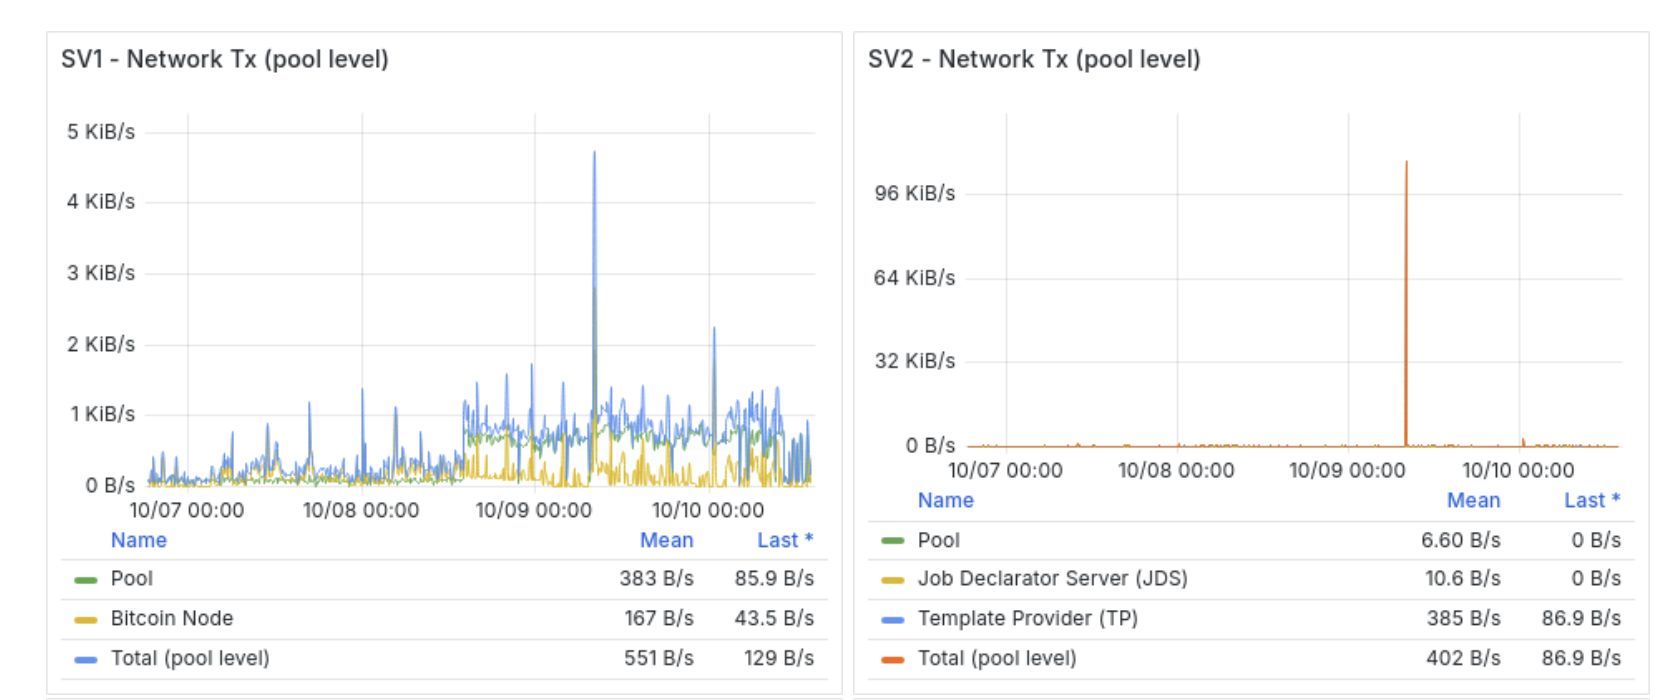 SV1 - Network Tx (pool level)
5 KiB/s
4 KiB/s
3 KiB/s
2 KiB/s
1 KiB/s
0 B/s
10/07 00:00 10/08 00:00 10/09 00:00 10/10 00:00
Name Mean Last *
Pool 383 B/s 85.9 B/s
Bitcoin Node 167 B/s 43.5 B/s
Total (pool level) 551 B/s 129 B/s
SV2 - Network Tx (pool level)
96 KiB/s
64 KiB/s
32 KiB/s
0 B/s
10/07 00:00 10/08 00:00 10/09 00:00 10/10 00:00
Name Mean Last *
Pool 6.60 B/s 0 B/s
Job Declarator Server (JDS) 10.6 B/s 0 B/s
Template Provider (TP) 385 B/s 86.9 B/s
Total (pool level) 402 B/s 86.9 B/s